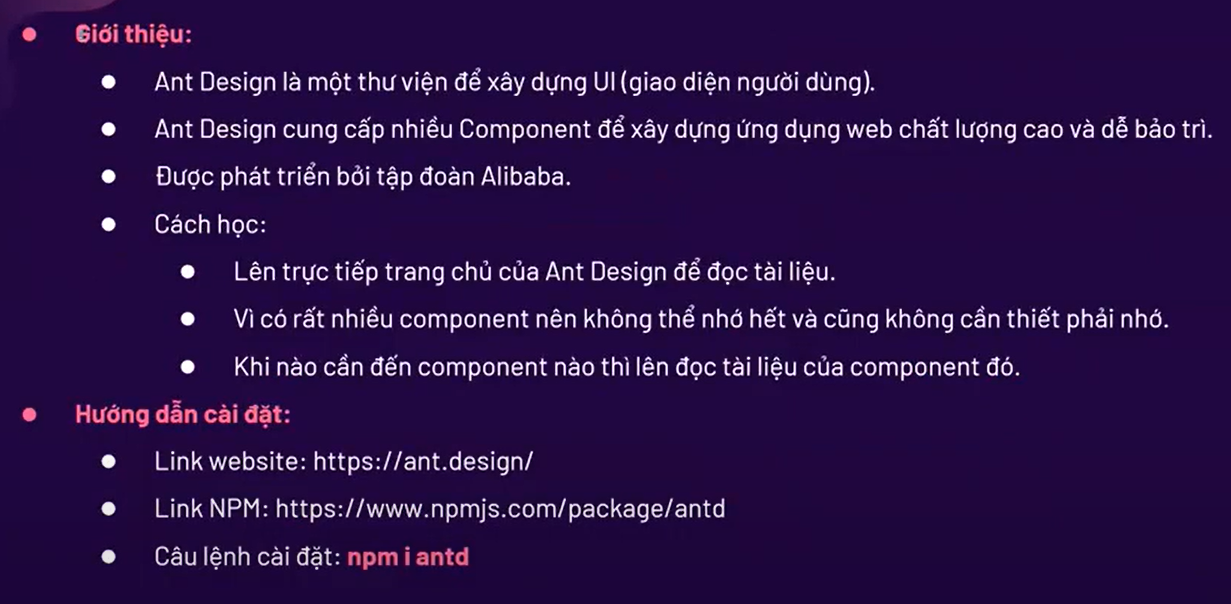 Giới thiệu:
Ant Design là một thư viện để xây dựng UI (giao diện người dùng).
Ant Design cung cấp nhiều Component để xây dựng ứng dụng web chất lượng cao và dễ bảo trì.
Được phát triển bởi tập đoàn Alibaba.
Cách học:
Lên trực tiếp trang chủ của Ant Design để đọc tài liệu.
Vì có rất nhiều component nên không thể nhớ hết và cũng không cần thiết phải nhớ.
Khi nào cần đến component nào thì lên đọc tài liệu của component đó.
Hướng dẫn cài đặt:
Link website: https://ant.design/
Link NPM: https://www.npmjs.com/package/antd
Câu lệnh cài đặt: npm i antd